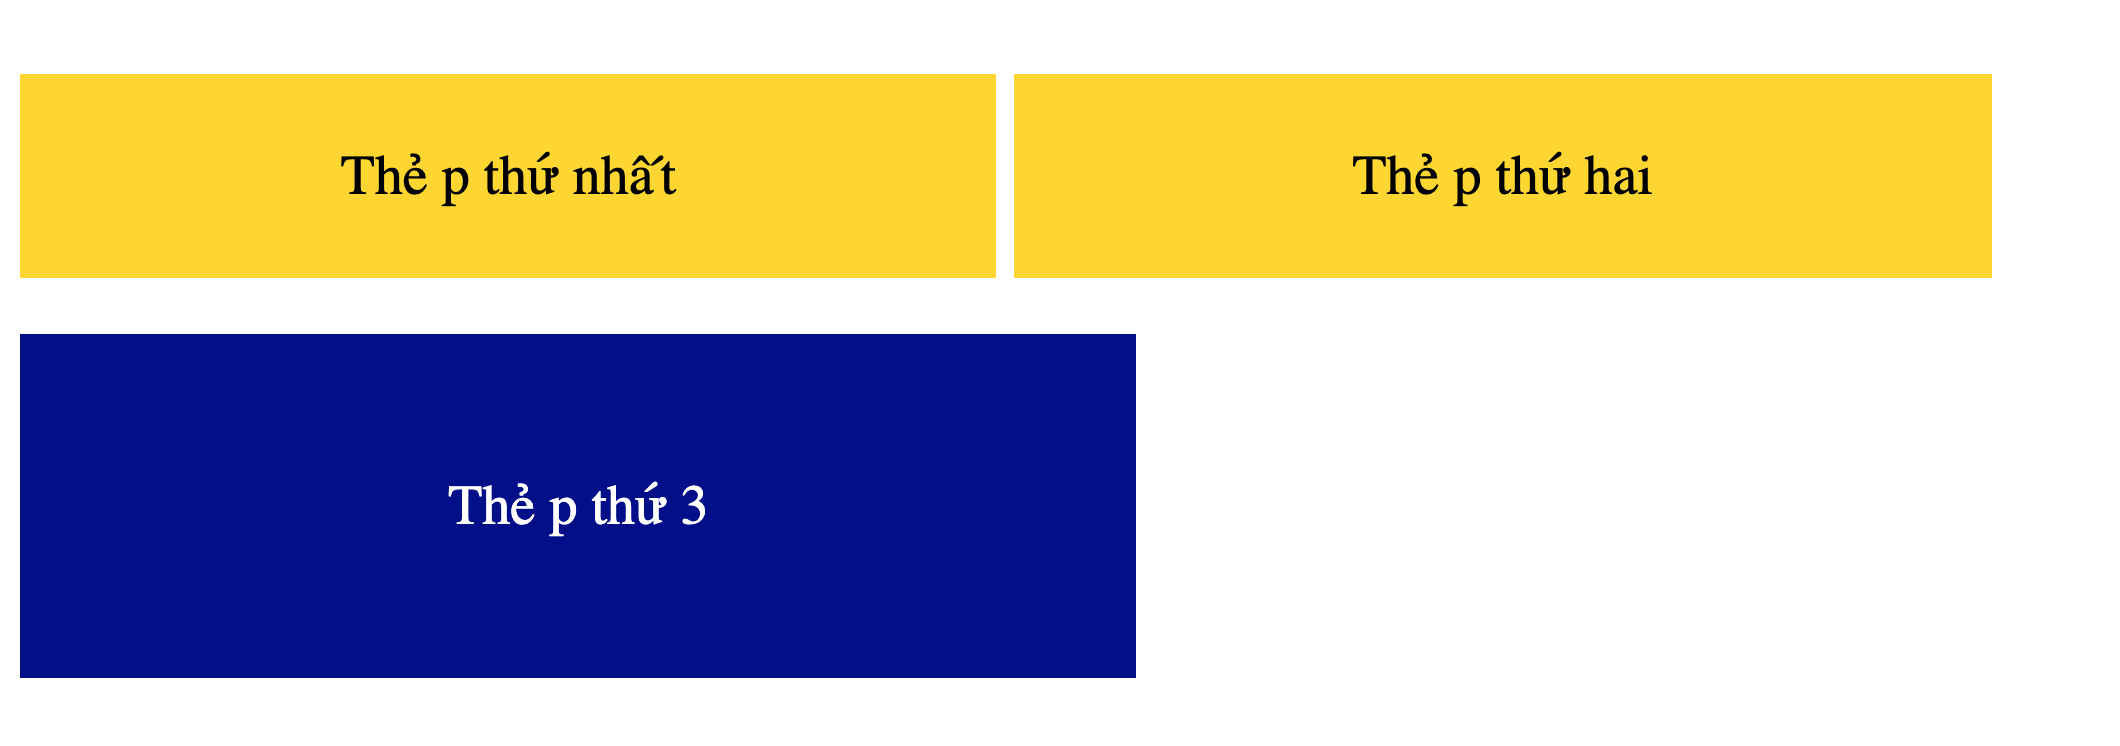 Thẻ p thứ nhất
Thẻ p thứ hai
Thẻ p thứ 3